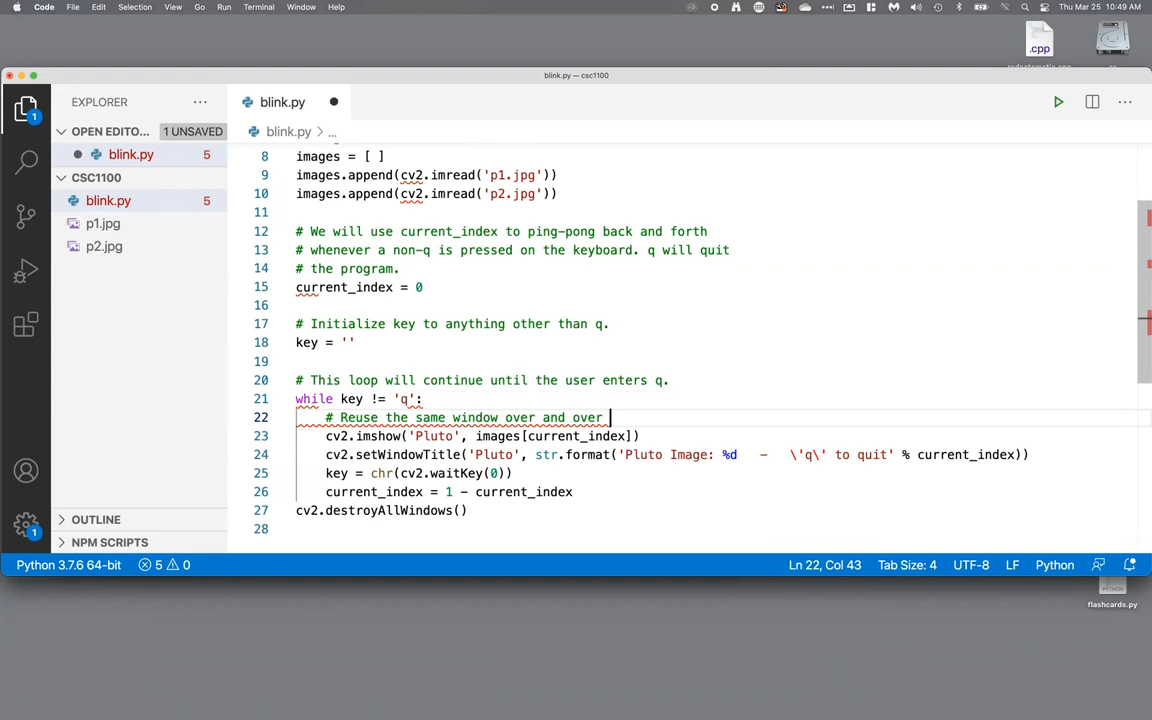 Code File Edit Selection View Go Run Terminal Window Help Thu Mar 25 10:49 AM
.cpp
blink.py — csc1100
EXPLORER ···
blink.py
OPEN EDITO... 1 UNSAVED
blink.py > ...
blink.py 5
CSC1100
blink.py 5
p1.jpg
p2.jpg
8 images = [ ]
9 images.append(cv2.imread('p1.jpg'))
10 images.append(cv2.imread('p2.jpg'))
11
12 # We will use current_index to ping-pong back and forth
13 # whenever a non-q is pressed on the keyboard. q will quit
14 # the program.
15 current_index = 0
16
17 # Initialize key to anything other than q.
18 key = ''
19
20 # This loop will continue until the user enters q.
21 while key != 'q':
22 # Reuse the same window over and over
23 cv2.imshow('Pluto', images[current_index])
24 cv2.setWindowTitle('Pluto', str.format('Pluto Image: %d - \'q\' to quit' % current_index))
25 key = chr(cv2.waitKey(0))
26 current_index = 1 - current_index
27 cv2.destroyAllWindows()
28
OUTLINE
NPM SCRIPTS
1
1
Python 3.7.6 64-bit 5 0 Ln 22, Col 43 Tab Size: 4 UTF-8 LF Python
PYTHON
flashcards.py